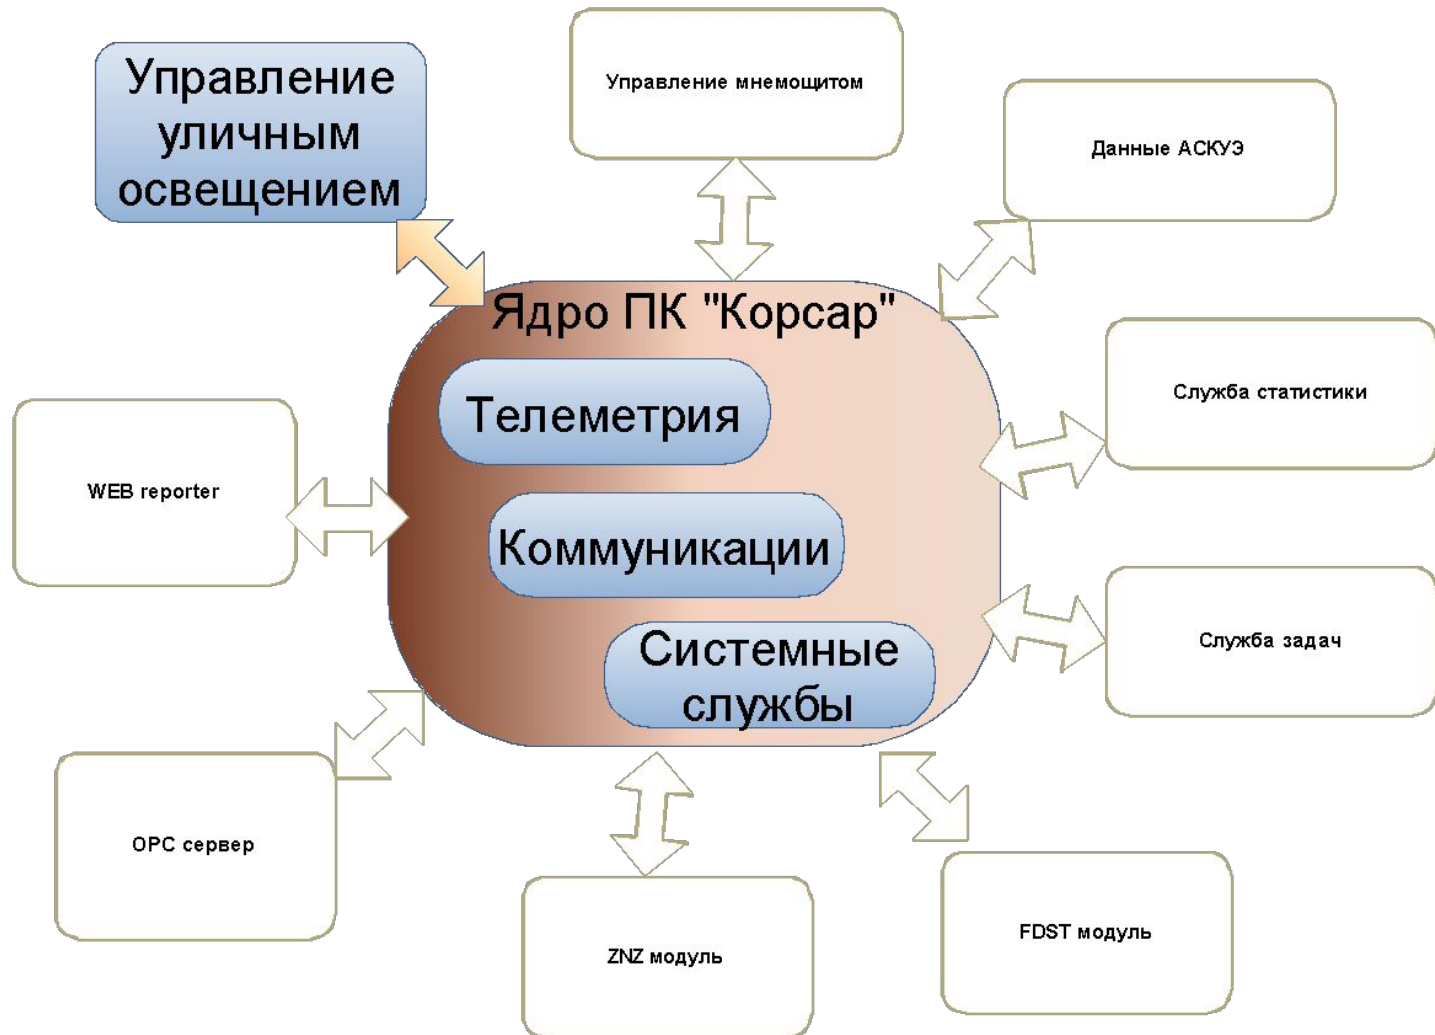 Управление
уличным
освещением
Управление мнемощитом
Данные АСКУЭ
Ядро ПК "Корсар"
Телеметрия
Коммуникации
Системные
службы
Служба статистики
WEB reporter
Служба задач
OPC сервер
ZNZ модуль
FDST модуль